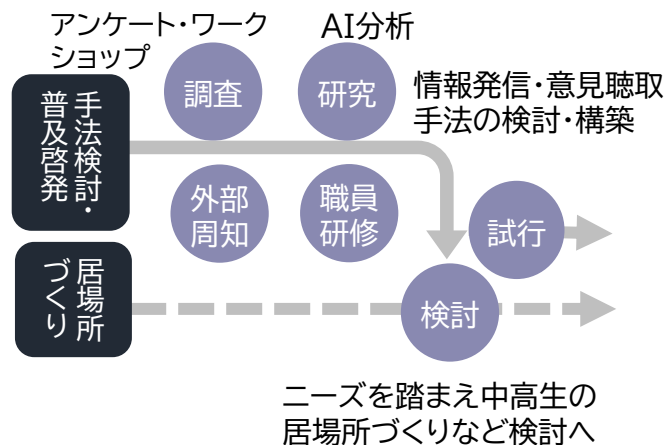 アンケート・ワーク
ショップ
AI分析
調査
研究
情報発信・意見聴取
手法の検討・構築
手法検討・
普及啓発
外部
周知
職員
研修
試行
居場所
づくり
検討
ニーズを踏まえ中高生の
居場所づくりなど検討へ